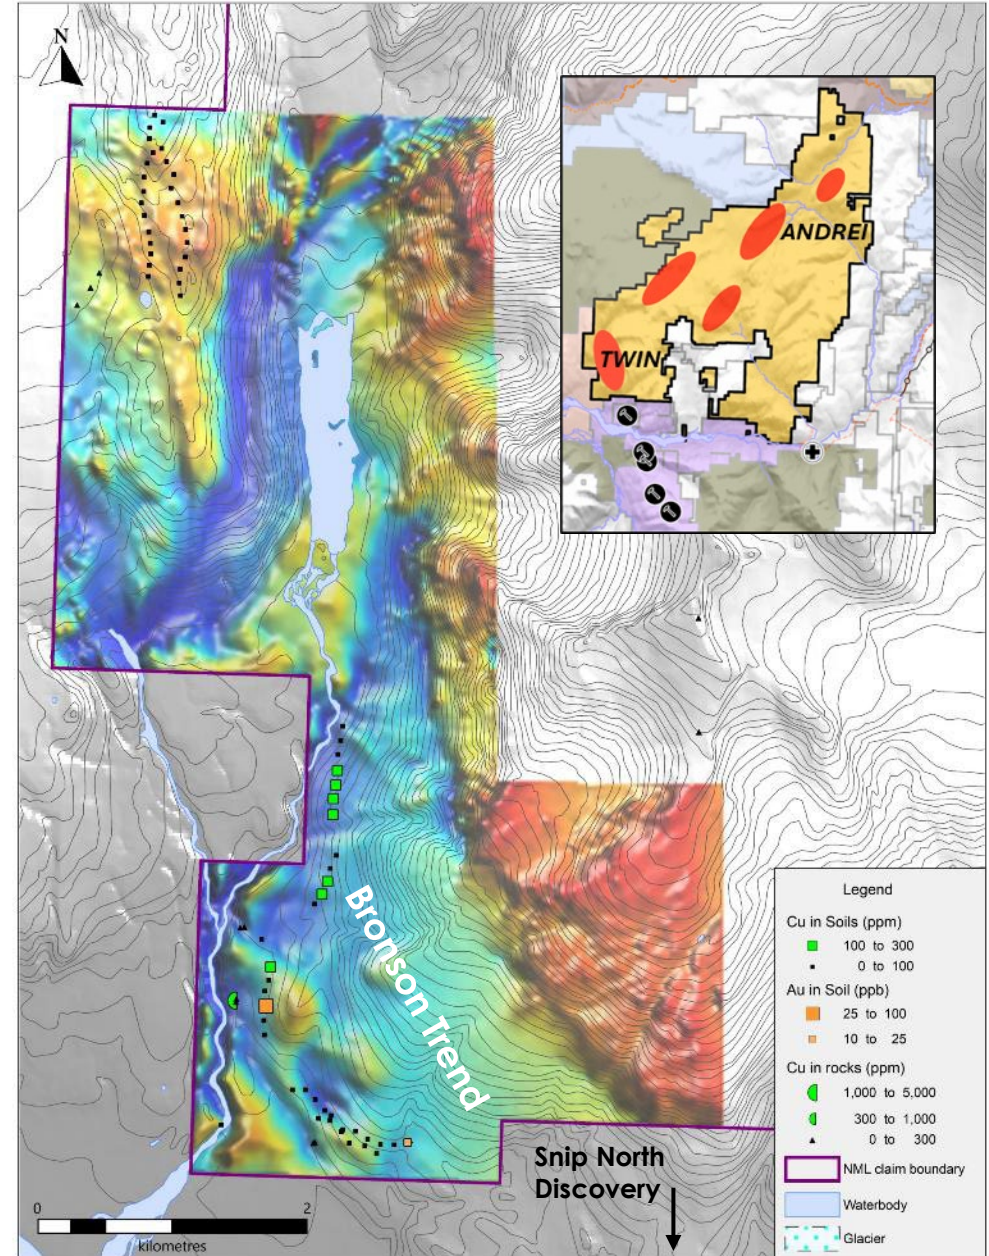 N
ANDREI
TWIN
Bronson Trend
Snip North
Discovery
0 2
kilometres
Legend
Cu in Soils (ppm)
100 to 300
0 to 100
Au in Soil (ppb)
25 to 100
10 to 25
Cu in rocks (ppm)
1,000 to 5,000
300 to 1,000
0 to 300
NML claim boundary
Waterbody
Glacier